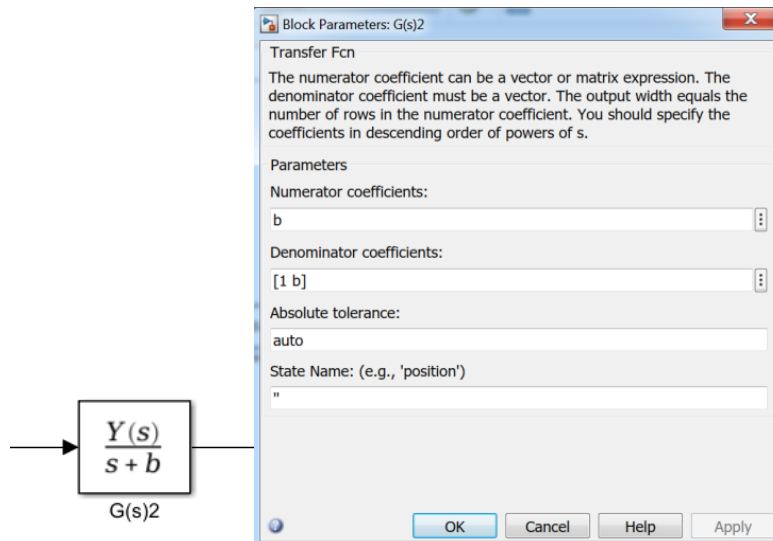 Block Parameters: G(s)2
X
Transfer Fcn
The numerator coefficient can be a vector or matrix expression. The
denominator coefficient must be a vector. The output width equals the
number of rows in the numerator coefficient. You should specify the
coefficients in descending order of powers of s.
Parameters
Numerator coefficients:
b
Denominator coefficients:
[1 b]
Absolute tolerance:
auto
State Name: (e.g., 'position')
''
OK Cancel Help Apply
Y(s)
s + b
G(s)2